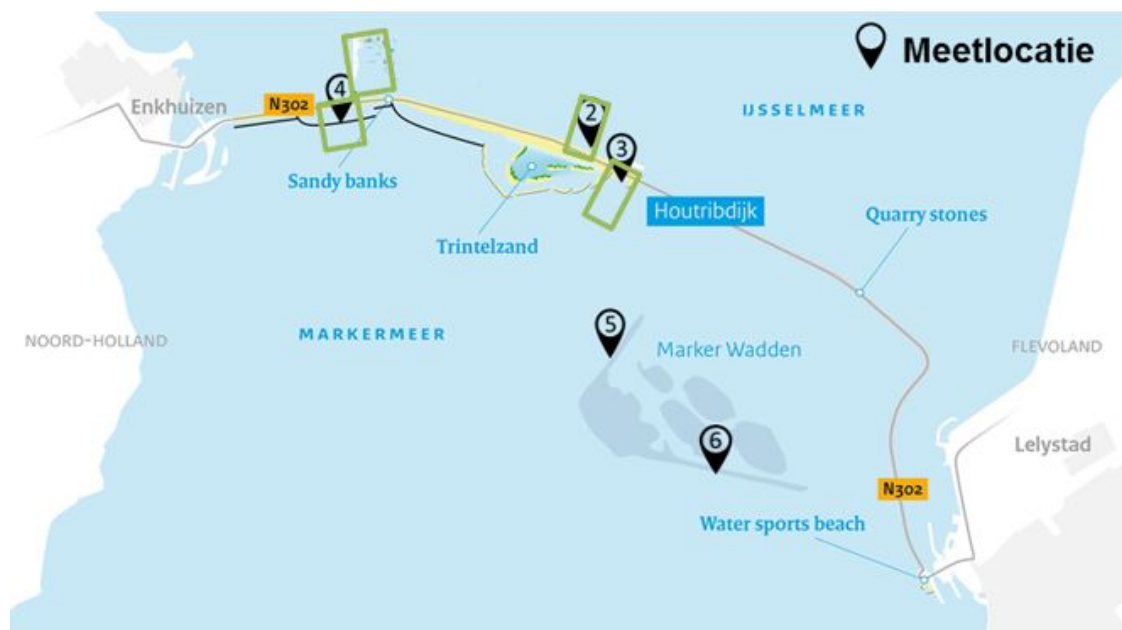 Meetlocatie
4
Enkhuizen
N302
2
IJSSELMEER
3
Sandy banks
Houtribdijk
Quarry stones
Trintelzand
5
MARKERMEER
NOORD-HOLLAND
Marker Wadden
FLEVOLAND
6
Lelystad
N302
Water sports beach